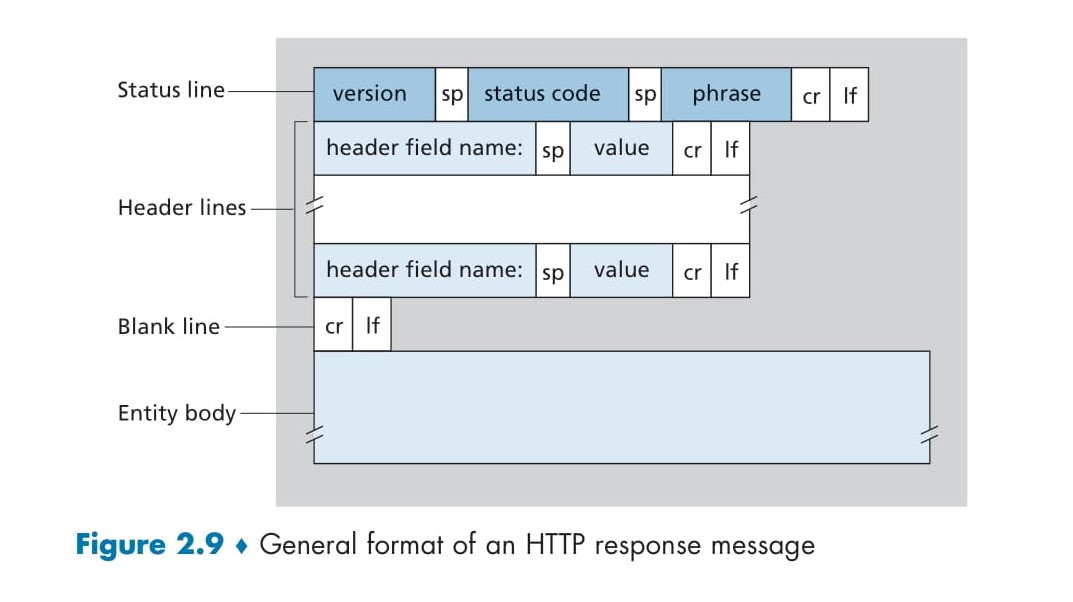 Status line version sp status code sp phrase cr lf
header field name: sp value cr lf
Header lines
header field name: sp value cr lf
Blank line cr lf
Entity body
Figure 2.9 ♦ General format of an HTTP response message